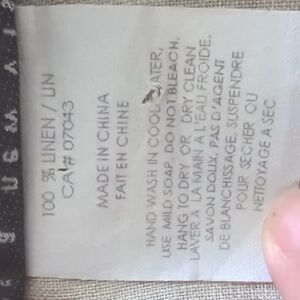 100 % LINEN / LIN
CA# 07043
MADE IN CHINA
FAIT EN CHINE
HAND WASH IN COOL WATER,
USE MILD SOAP, DO NOT BLEACH,
HANG TO DRY OR DRY CLEAN
LAVER A LA MAIN A L'EAU FROIDE.
SAVON DOUX, PAS D'AGENT
DE BLANCHISSAGE, SUSPENDRE
POUR SECHER OU
NETTOYAGE A SEC